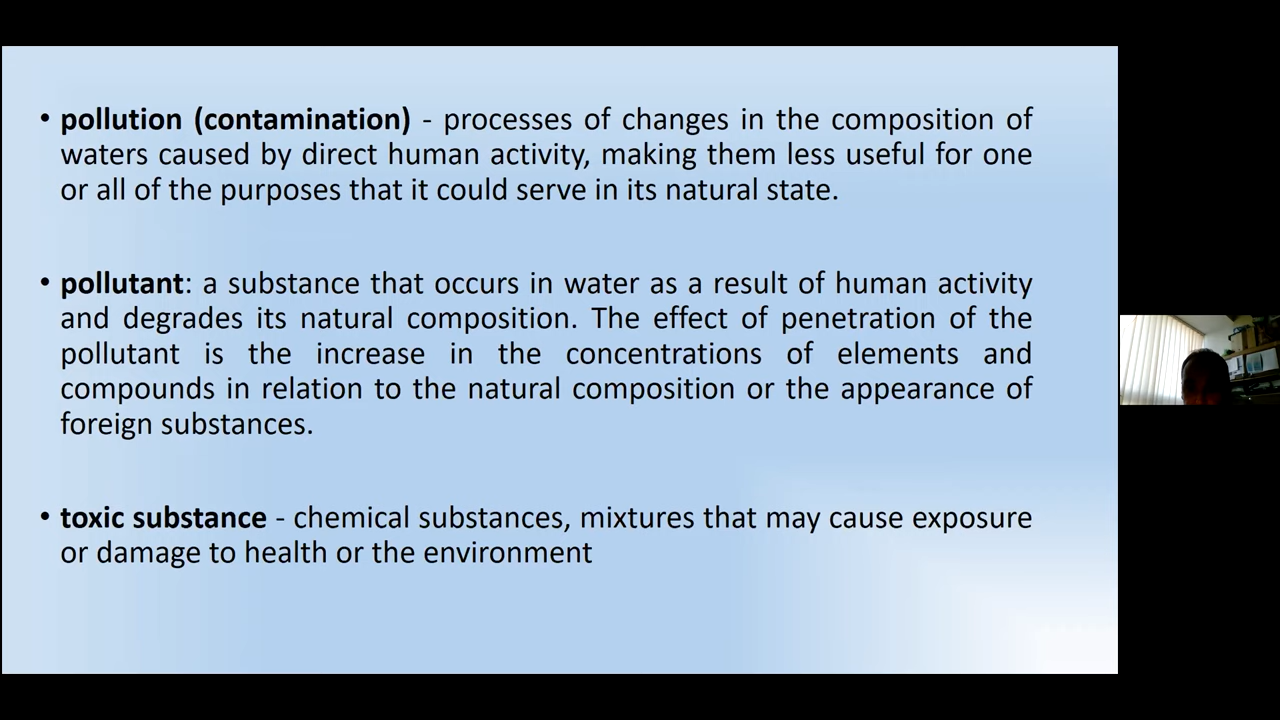 • pollution (contamination) - processes of changes in the composition of
waters caused by direct human activity, making them less useful for one
or all of the purposes that it could serve in its natural state.
• pollutant: a substance that occurs in water as a result of human activity
and degrades its natural composition. The effect of penetration of the
pollutant is the increase in the concentrations of elements and
compounds in relation to the natural composition or the appearance of
foreign substances.
• toxic substance - chemical substances, mixtures that may cause exposure
or damage to health or the environment